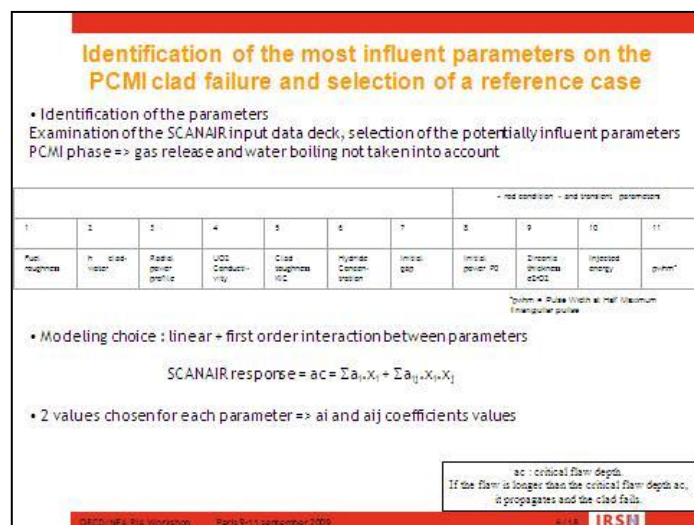 Identification of the most influent parameters on the
PCMI clad failure and selection of a reference case
• Identification of the parameters
Examination of the SCANAIR input data deck, selection of the potentially influent parameters
PCMI phase => gas release and water boiling not taken into account
- rod condition - and transient parameters
1 2 3 4 5 6 7 8 9 10 11
Fuel roughness
h clad-water
Radial power profile
UO2 Conducti-vity
Clad toughness KIC
Hydride Concen-tration
Initial gap
Initial power P0
Zirconia thickness eZrO2
Injected energy
pwhm*
*pwhm = Pulse Width at Half Maximum
Triangular pulse
• Modeling choice : linear + first order interaction between parameters
SCANAIR response = ac = Σaᵢ.xᵢ + Σaᵢⱼ.xᵢ.xⱼ
• 2 values chosen for each parameter => ai and aij coefficients values
ac : critical flaw depth.
If the flaw is longer than the critical flaw depth ac,
it propagates and the clad fails.
OECD/NEA RIA Workshop Paris 9-11 september 2009 IRSN